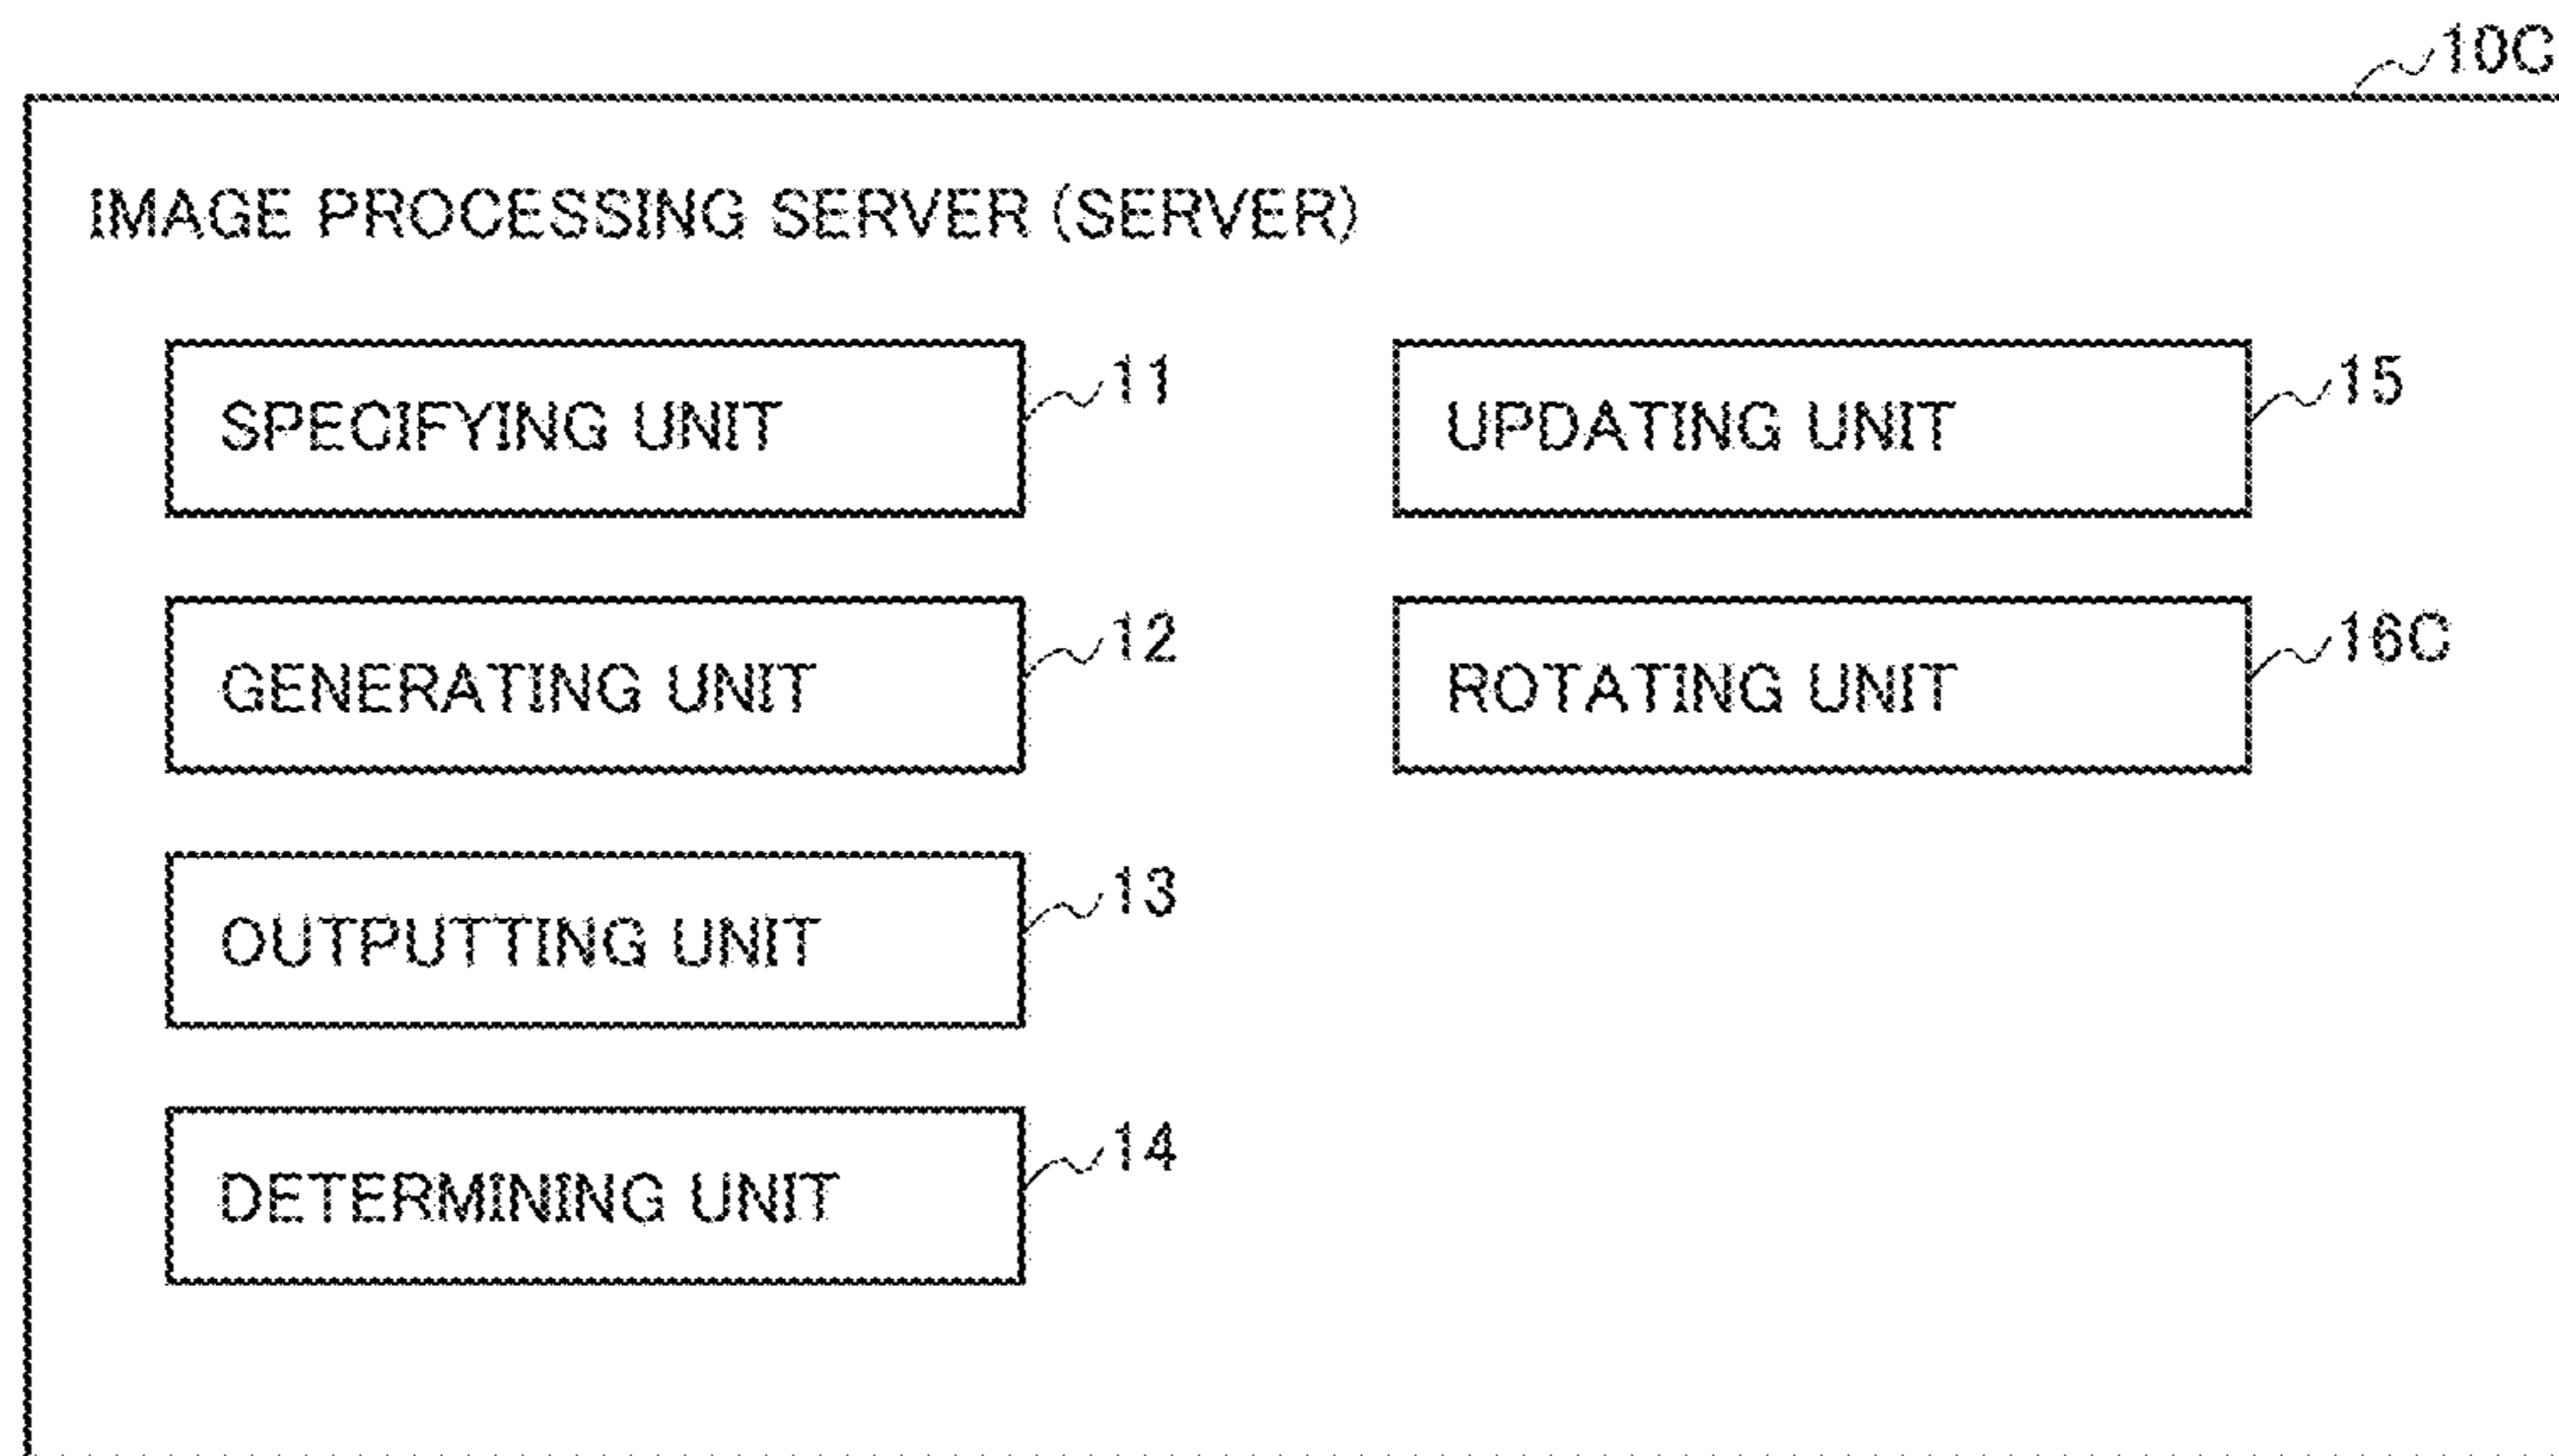 10C
IMAGE PROCESSING SERVER (SERVER)
SPECIFYING UNIT
11
GENERATING UNIT
12
OUTPUTTING UNIT
13
DETERMINING UNIT
14
UPDATING UNIT
15
ROTATING UNIT
16C